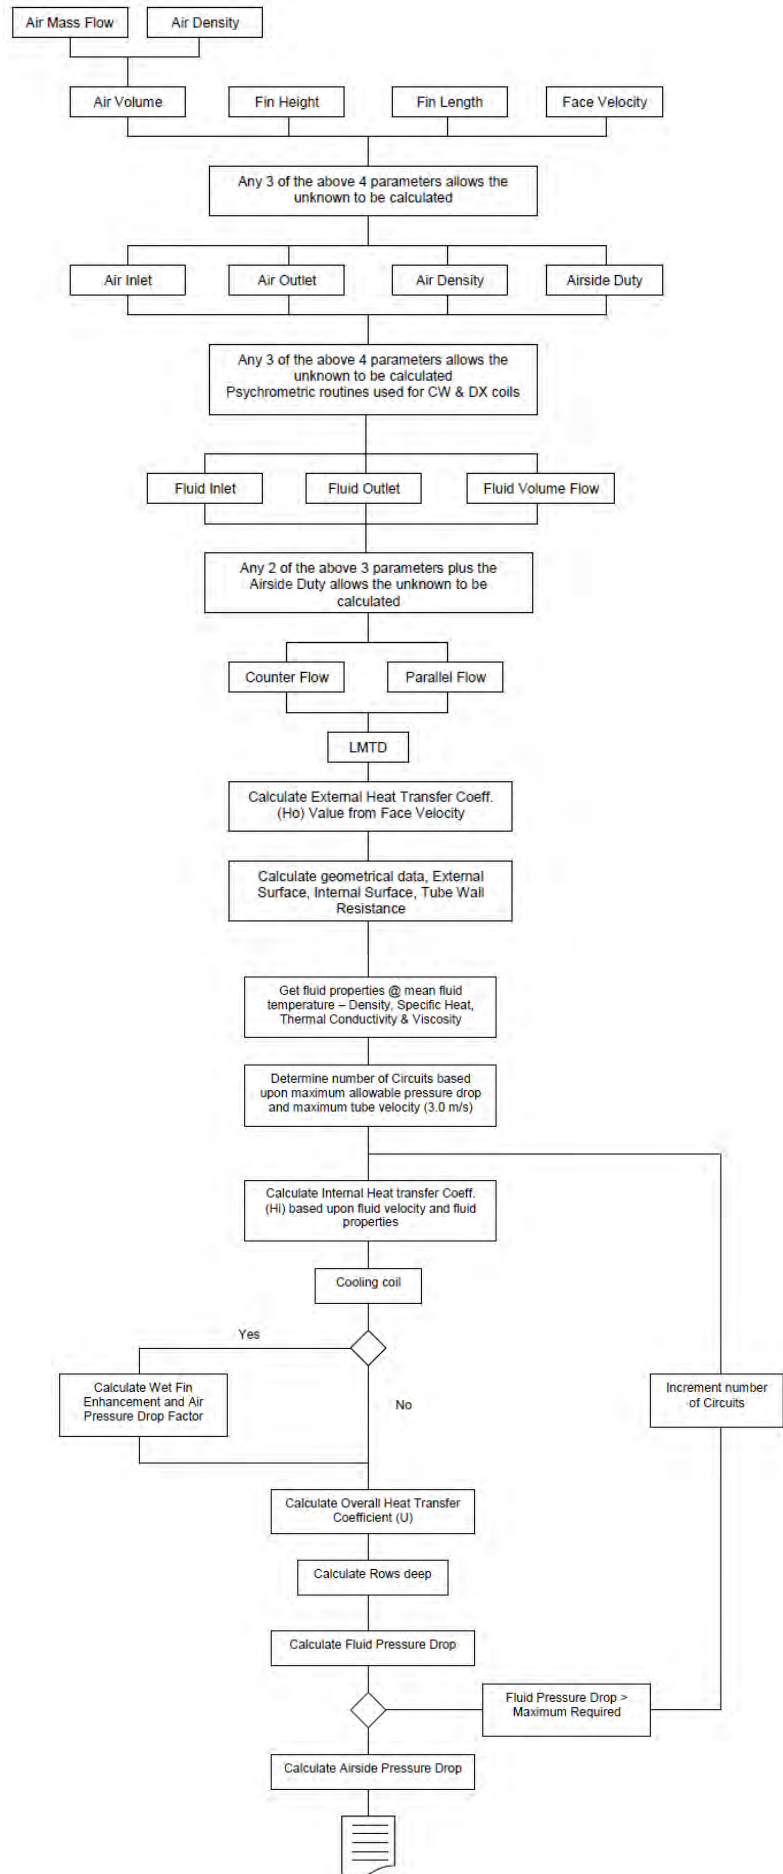 Air Mass Flow
Air Density
Air Volume
Fin Height
Fin Length
Face Velocity
Any 3 of the above 4 parameters allows the
unknown to be calculated
Air Inlet
Air Outlet
Air Density
Airside Duty
Any 3 of the above 4 parameters allows the
unknown to be calculated
Psychrometric routines used for CW & DX coils
Fluid Inlet
Fluid Outlet
Fluid Volume Flow
Any 2 of the above 3 parameters plus the
Airside Duty allows the unknown to be
calculated
Counter Flow
Parallel Flow
LMTD
Calculate External Heat Transfer Coeff.
(Ho) Value from Face Velocity
Calculate geometrical data, External
Surface, Internal Surface, Tube Wall
Resistance
Get fluid properties @ mean fluid
temperature – Density, Specific Heat,
Thermal Conductivity & Viscosity
Determine number of Circuits based
upon maximum allowable pressure drop
and maximum tube velocity (3.0 m/s)
Calculate Internal Heat transfer Coeff.
(Hi) based upon fluid velocity and fluid
properties
Cooling coil
Yes
Calculate Wet Fin
Enhancement and Air
Pressure Drop Factor
No
Increment number
of Circuits
Calculate Overall Heat Transfer
Coefficient (U)
Calculate Rows deep
Calculate Fluid Pressure Drop
Fluid Pressure Drop >
Maximum Required
Calculate Airside Pressure Drop